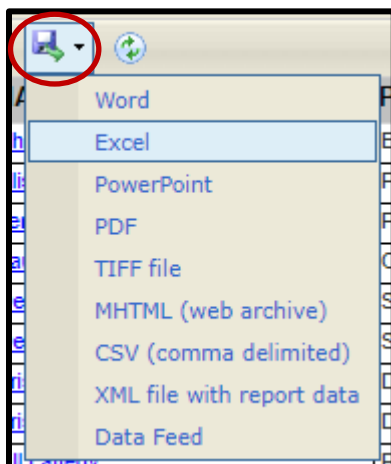 Word
Excel
PowerPoint
PDF
TIFF file
MHTML (web archive)
CSV (comma delimited)
XML file with report data
Data Feed